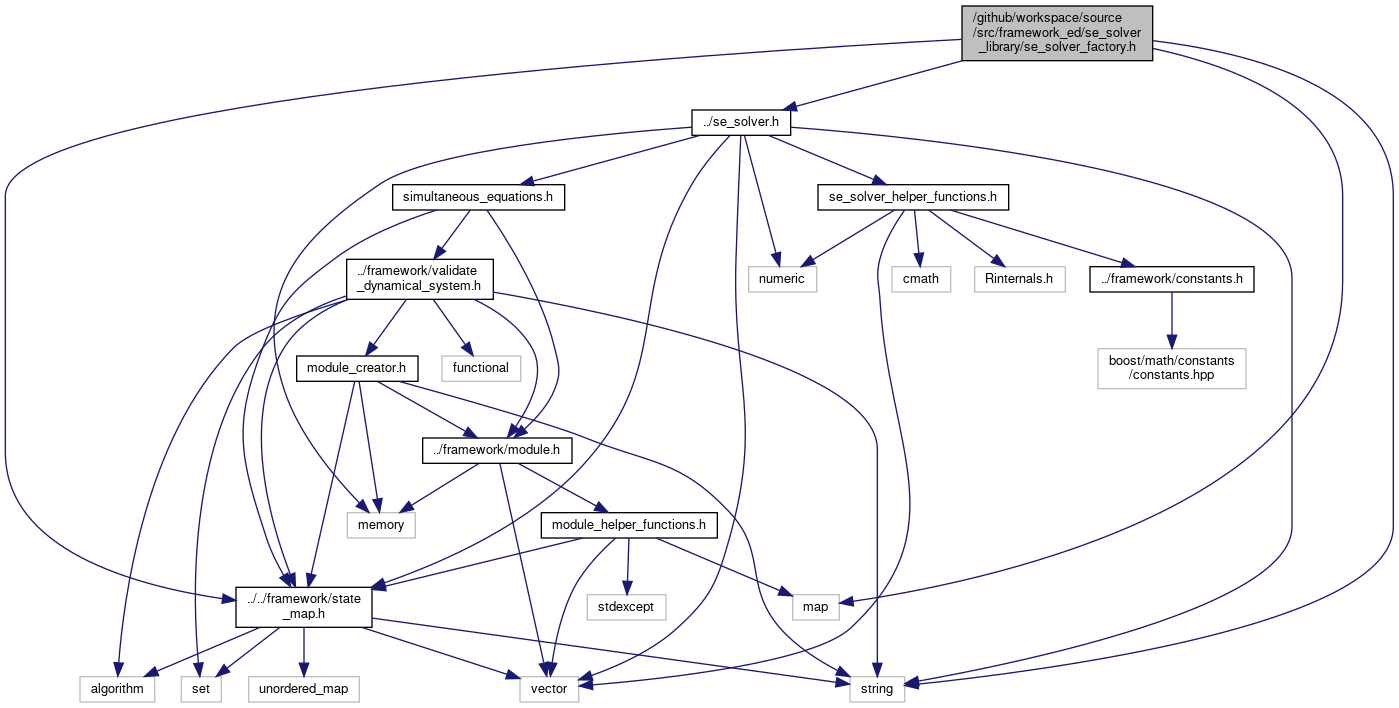 /github/workspace/source
/src/framework_ed/se_solver
_library/se_solver_factory.h
../se_solver.h
simultaneous_equations.h
se_solver_helper_functions.h
../framework/validate
_dynamical_system.h
numeric
cmath
Rinternals.h
../framework/constants.h
module_creator.h
functional
boost/math/constants
/constants.hpp
../framework/module.h
memory
module_helper_functions.h
../../framework/state
_map.h
stdexcept
map
algorithm
set
unordered_map
vector
string